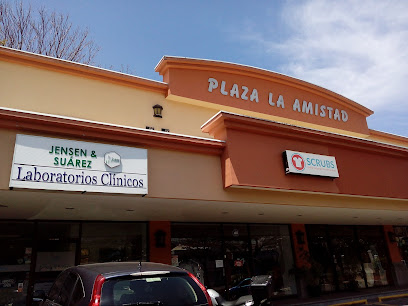 PLAZA LA AMISTAD
JENSEN &
SUÁREZ
Laboratorios Clínicos
SCRUBS